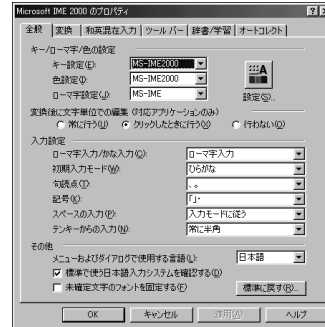 Microsoft IME 2000 のプロパティ
全般 変換 和英混在入力 ツール バー 辞書/学習 オートコレクト
キー/ローマ字/色の設定
キー設定(E): MS-IME2000
色設定(I): MS-IME2000
ローマ字設定(J): MS-IME
設定(S)...
変換後に文字単位での編集 (対応アプリケーションのみ)
常に行う(U) クリックしたときに行う(X) 行わない(O)
入力設定
ローマ字入力/かな入力(C): ローマ字入力
初期入力モード(W): ひらがな
句読点(T): 、。
記号(K): 「」・
スペースの入力(P): 入力モードに従う
テンキーからの入力(N): 常に半角
その他
メニューおよびダイアログで使用する言語(L): 日本語
標準で使う日本語入力システムを確認する(D)
未確定文字のフォントを固定する(F) 標準に戻す(R)...
OK キャンセル 適用(A) ヘルプ